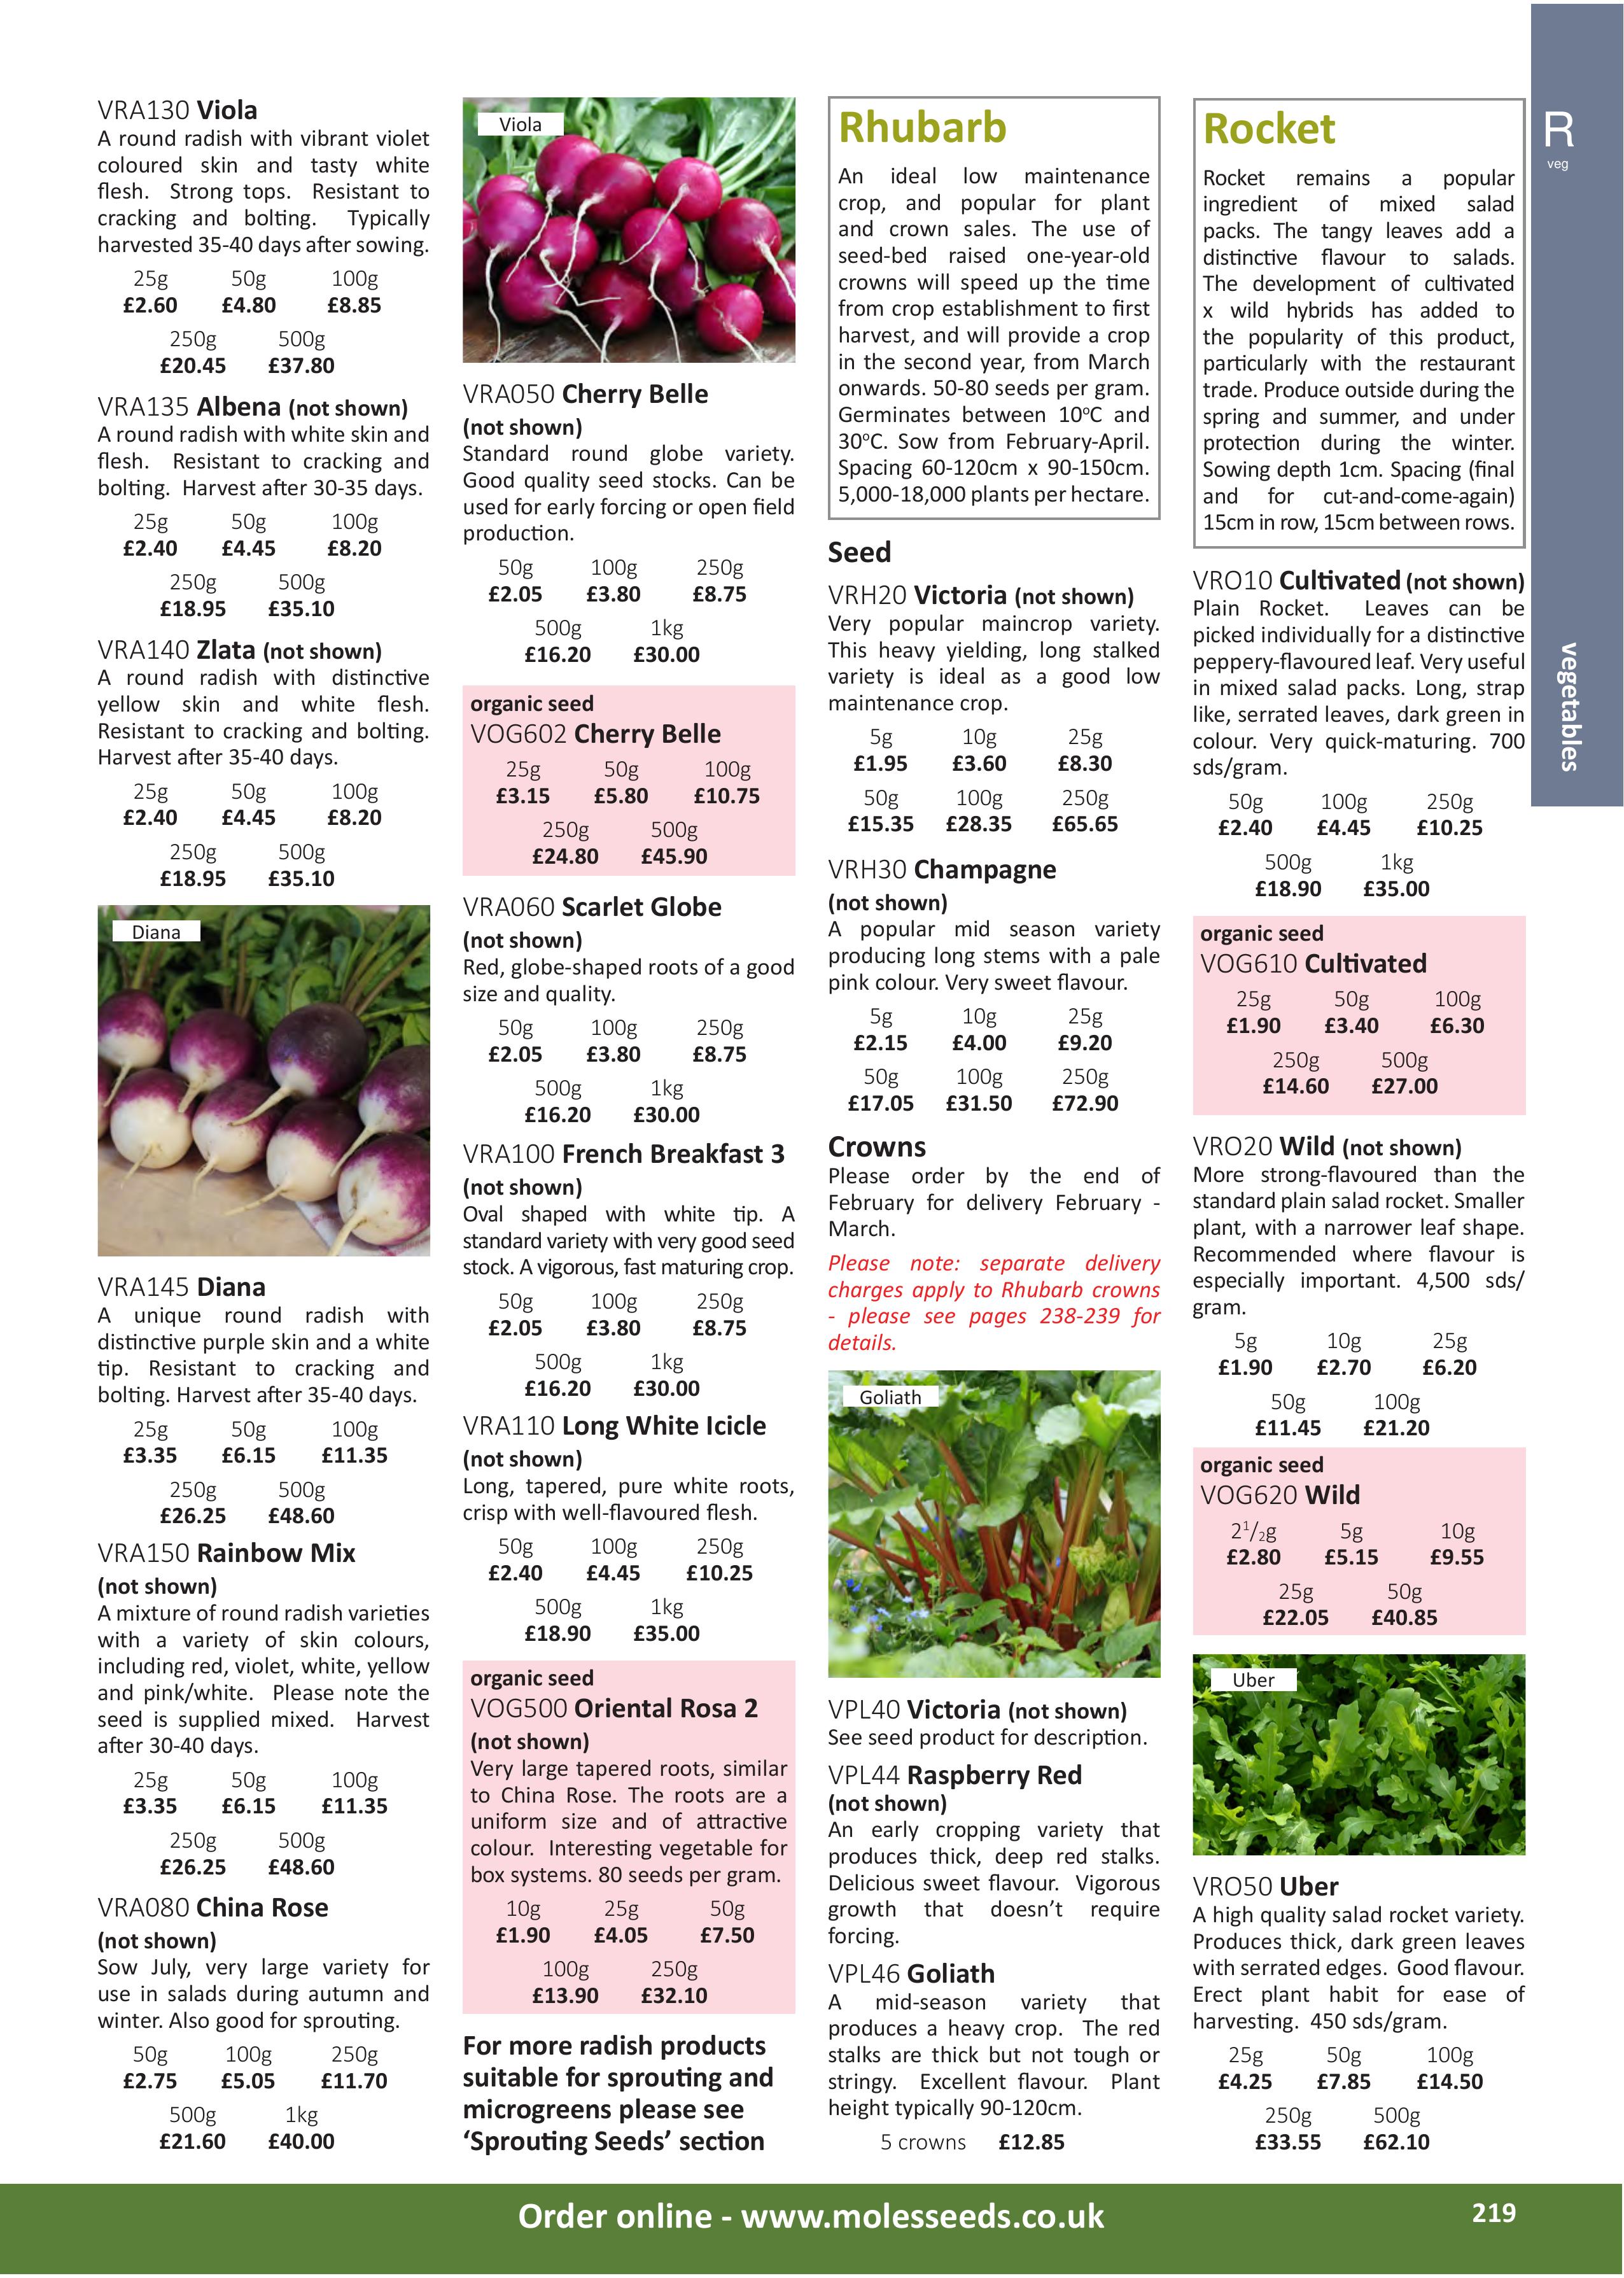 VRA130 Viola
A round radish with vibrant violet
coloured skin and tasty white
flesh. Strong tops. Resistant to
cracking and bolting. Typically
harvested 35-40 days after sowing.
25g 50g 100g
£2.60 £4.80 £8.85
250g 500g
£20.45 £37.80
VRA135 Albena (not shown)
A round radish with white skin and
flesh. Resistant to cracking and
bolting. Harvest after 30-35 days.
25g 50g 100g
£2.40 £4.45 £8.20
250g 500g
£18.95 £35.10
VRA140 Zlata (not shown)
A round radish with distinctive
yellow skin and white flesh.
Resistant to cracking and bolting.
Harvest after 35-40 days.
25g 50g 100g
£2.40 £4.45 £8.20
250g 500g
£18.95 £35.10
Diana
VRA145 Diana
A unique round radish with
distinctive purple skin and a white
tip. Resistant to cracking and
bolting. Harvest after 35-40 days.
25g 50g 100g
£3.35 £6.15 £11.35
250g 500g
£26.25 £48.60
VRA150 Rainbow Mix
(not shown)
A mixture of round radish varieties
with a variety of skin colours,
including red, violet, white, yellow
and pink/white. Please note the
seed is supplied mixed. Harvest
after 30-40 days.
25g 50g 100g
£3.35 £6.15 £11.35
250g 500g
£26.25 £48.60
VRA080 China Rose
(not shown)
Sow July, very large variety for
use in salads during autumn and
winter. Also good for sprouting.
50g 100g 250g
£2.75 £5.05 £11.70
500g 1kg
£21.60 £40.00
Viola
VRA050 Cherry Belle
(not shown)
Standard round globe variety.
Good quality seed stocks. Can be
used for early forcing or open field
production.
50g 100g 250g
£2.05 £3.80 £8.75
500g 1kg
£16.20 £30.00
organic seed
VOG602 Cherry Belle
25g 50g 100g
£3.15 £5.80 £10.75
250g 500g
£24.80 £45.90
VRA060 Scarlet Globe
(not shown)
Red, globe-shaped roots of a good
size and quality.
50g 100g 250g
£2.05 £3.80 £8.75
500g 1kg
£16.20 £30.00
VRA100 French Breakfast 3
(not shown)
Oval shaped with white tip. A
standard variety with very good seed
stock. A vigorous, fast maturing crop.
50g 100g 250g
£2.05 £3.80 £8.75
500g 1kg
£16.20 £30.00
VRA110 Long White Icicle
(not shown)
Long, tapered, pure white roots,
crisp with well-flavoured flesh.
50g 100g 250g
£2.40 £4.45 £10.25
500g 1kg
£18.90 £35.00
organic seed
VOG500 Oriental Rosa 2
(not shown)
Very large tapered roots, similar
to China Rose. The roots are a
uniform size and of attractive
colour. Interesting vegetable for
box systems. 80 seeds per gram.
10g 25g 50g
£1.90 £4.05 £7.50
100g 250g
£13.90 £32.10
For more radish products
suitable for sprouting and
microgreens please see
‘Sprouting Seeds’ section
Rhubarb
An ideal low maintenance
crop, and popular for plant
and crown sales. The use of
seed-bed raised one-year-old
crowns will speed up the time
from crop establishment to first
harvest, and will provide a crop
in the second year, from March
onwards. 50-80 seeds per gram.
Germinates between 10ºC and
30ºC. Sow from February-April.
Spacing 60-120cm x 90-150cm.
5,000-18,000 plants per hectare.
Seed
VRH20 Victoria (not shown)
Very popular maincrop variety.
This heavy yielding, long stalked
variety is ideal as a good low
maintenance crop.
5g 10g 25g
£1.95 £3.60 £8.30
50g 100g 250g
£15.35 £28.35 £65.65
VRH30 Champagne
(not shown)
A popular mid season variety
producing long stems with a pale
pink colour. Very sweet flavour.
5g 10g 25g
£2.15 £4.00 £9.20
50g 100g 250g
£17.05 £31.50 £72.90
Crowns
Please order by the end of
February for delivery February -
March.
Please note: separate delivery
charges apply to Rhubarb crowns
- please see pages 238-239 for
details.
Goliath
VPL40 Victoria (not shown)
See seed product for description.
VPL44 Raspberry Red
(not shown)
An early cropping variety that
produces thick, deep red stalks.
Delicious sweet flavour. Vigorous
growth that doesn’t require
forcing.
VPL46 Goliath
A mid-season variety that
produces a heavy crop. The red
stalks are thick but not tough or
stringy. Excellent flavour. Plant
height typically 90-120cm.
5 crowns £12.85
Rocket
Rocket remains a popular
ingredient of mixed salad
packs. The tangy leaves add a
distinctive flavour to salads.
The development of cultivated
x wild hybrids has added to
the popularity of this product,
particularly with the restaurant
trade. Produce outside during the
spring and summer, and under
protection during the winter.
Sowing depth 1cm. Spacing (final
and for cut-and-come-again)
15cm in row, 15cm between rows.
VRO10 Cultivated (not shown)
Plain Rocket. Leaves can be
picked individually for a distinctive
peppery-flavoured leaf. Very useful
in mixed salad packs. Long, strap
like, serrated leaves, dark green in
colour. Very quick-maturing. 700
sds/gram.
50g 100g 250g
£2.40 £4.45 £10.25
500g 1kg
£18.90 £35.00
organic seed
VOG610 Cultivated
25g 50g 100g
£1.90 £3.40 £6.30
250g 500g
£14.60 £27.00
VRO20 Wild (not shown)
More strong-flavoured than the
standard plain salad rocket. Smaller
plant, with a narrower leaf shape.
Recommended where flavour is
especially important. 4,500 sds/
gram.
5g 10g 25g
£1.90 £2.70 £6.20
50g 100g
£11.45 £21.20
organic seed
VOG620 Wild
2¹/₂g 5g 10g
£2.80 £5.15 £9.55
25g 50g
£22.05 £40.85
Uber
VRO50 Uber
A high quality salad rocket variety.
Produces thick, dark green leaves
with serrated edges. Good flavour.
Erect plant habit for ease of
harvesting. 450 sds/gram.
25g 50g 100g
£4.25 £7.85 £14.50
250g 500g
£33.55 £62.10
R
veg
vegetables
Order online - www.molesseeds.co.uk
219